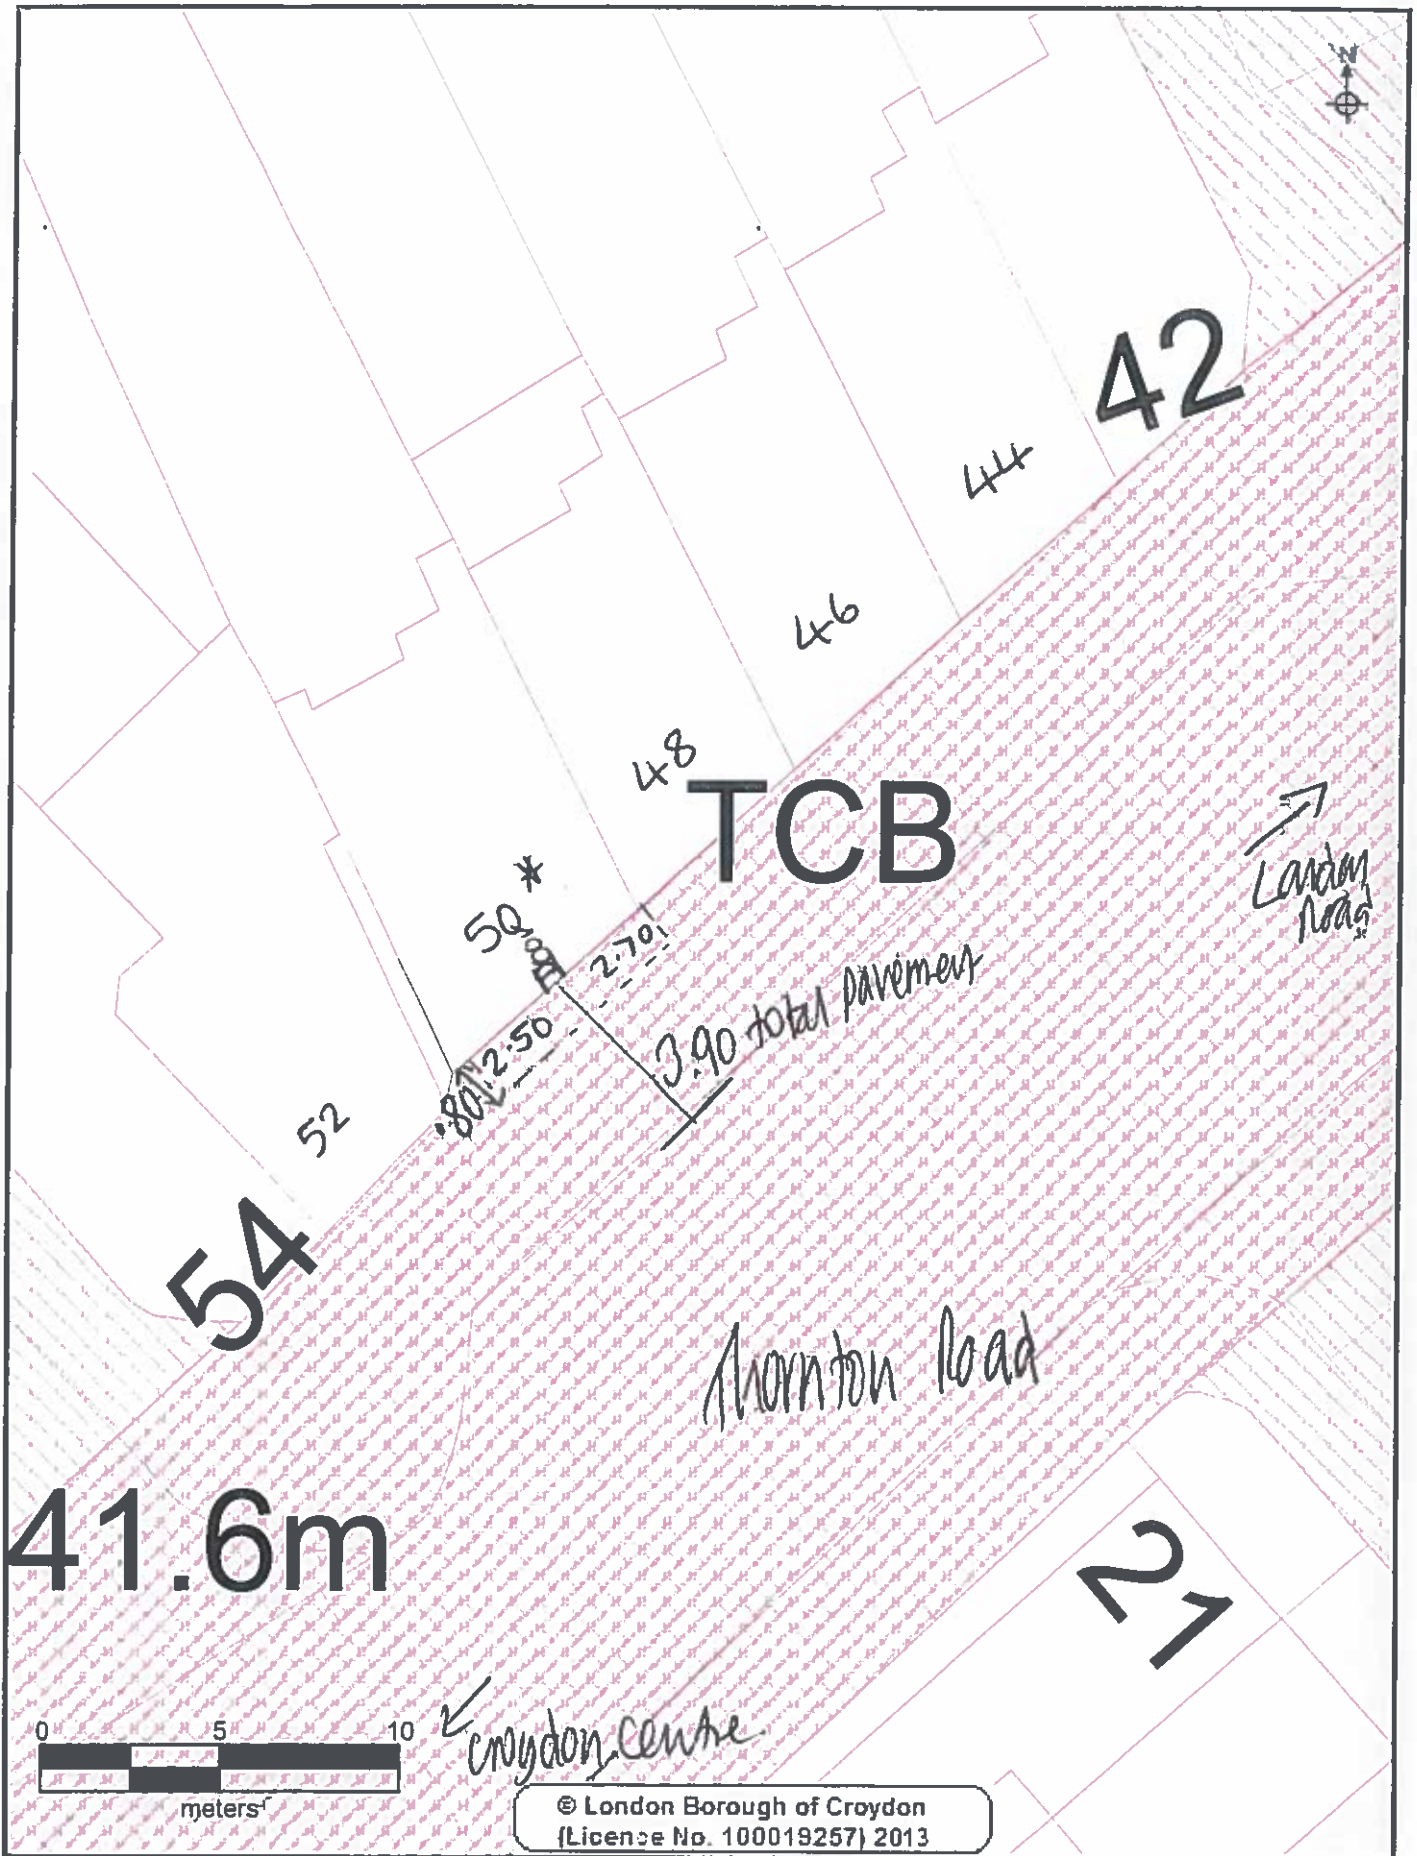 N
42
44
46
48
TCB
50 *
London
Road
2.70
2.50
3.90 total pavement
.80
52
54
Thornton Road
41.6m
21
0 5 10
meters
Croydon Centre
© London Borough of Croydon
(License No. 100019257) 2013